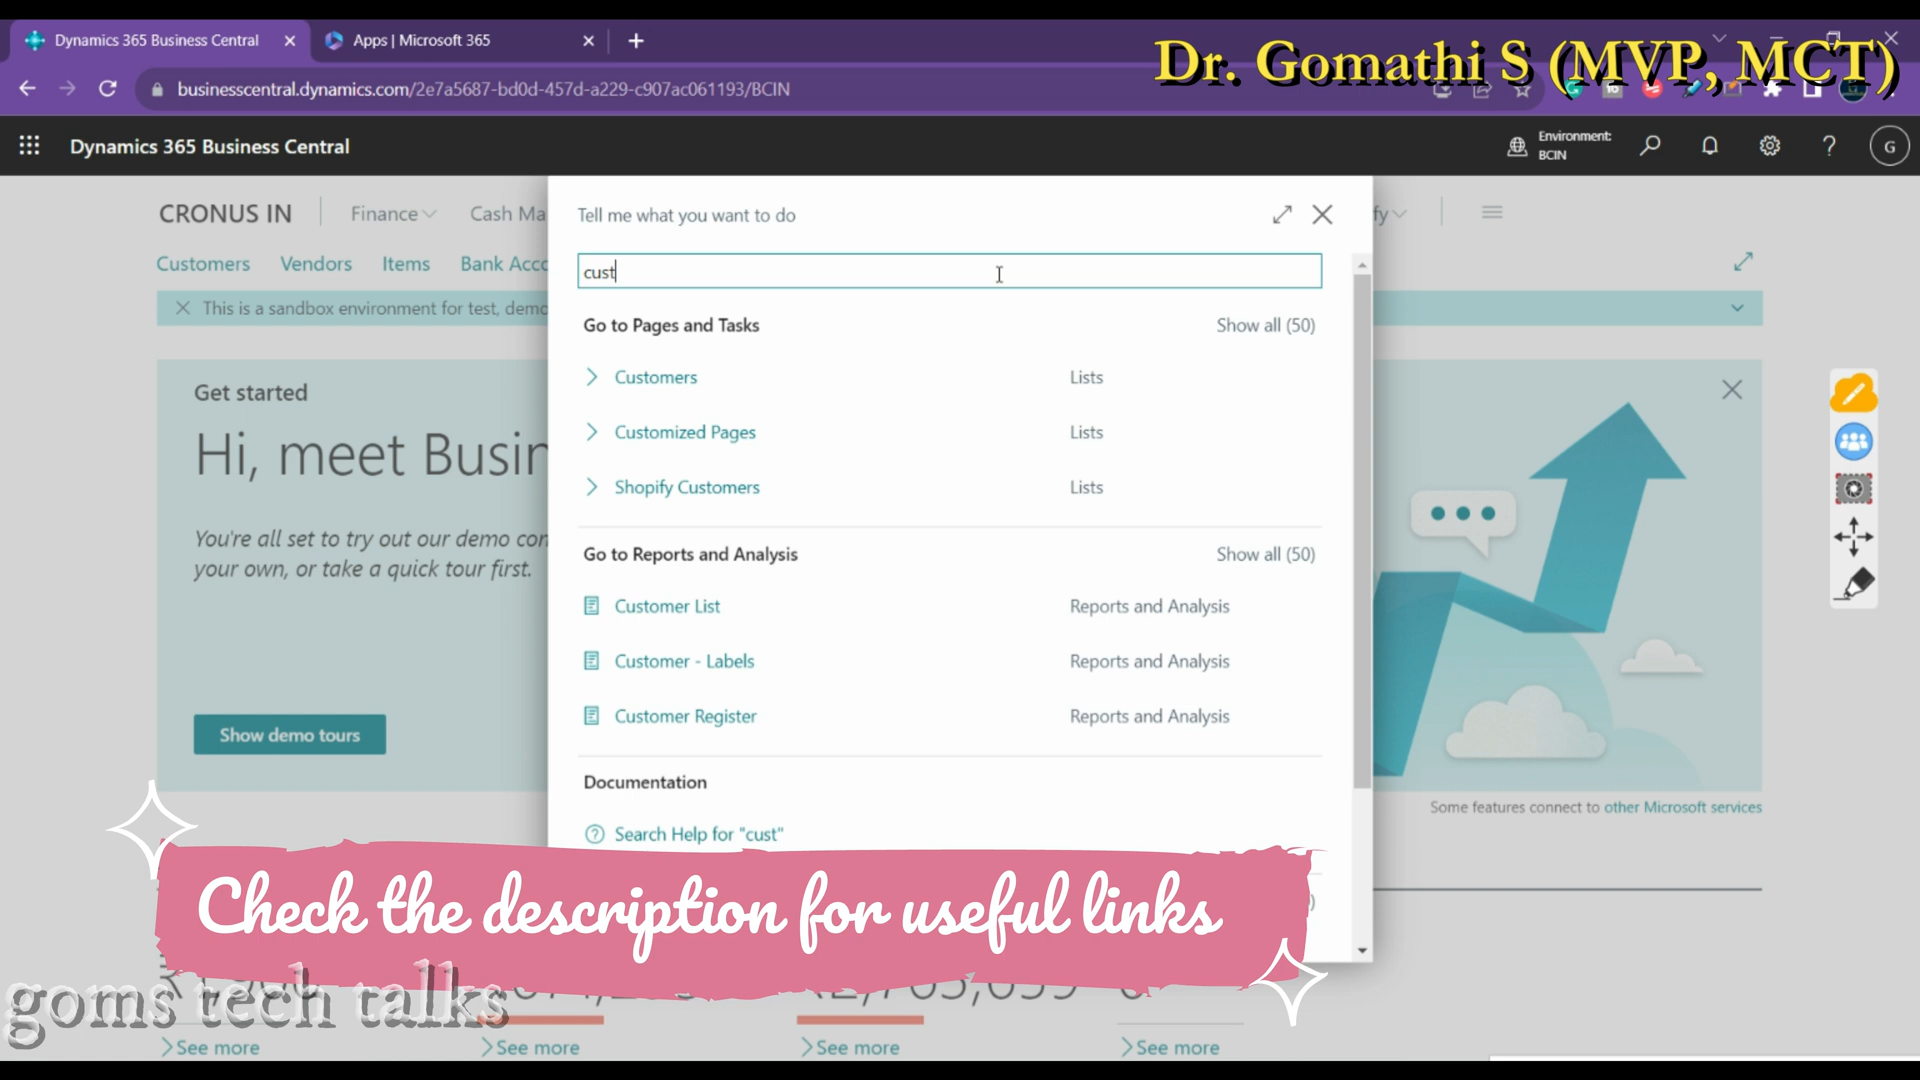 Dynamics 365 Business Central
Apps | Microsoft 365
Dr. Gomathi S (MVP, MCT)
businesscentral.dynamics.com/2e7a5687-bd0d-457d-a229-c907ac061193/BCIN
Dynamics 365 Business Central
Environment:
BCIN
G
CRONUS IN
Finance
Cash Ma
fy
Customers
Vendors
Items
Bank Acco
This is a sandbox environment for test, demo
Get started
Hi, meet Busin
You're all set to try out our demo con
your own, or take a quick tour first.
Show demo tours
Tell me what you want to do
cust
Go to Pages and Tasks
Show all (50)
Customers
Lists
Customized Pages
Lists
Shopify Customers
Lists
Go to Reports and Analysis
Show all (50)
Customer List
Reports and Analysis
Customer - Labels
Reports and Analysis
Customer Register
Reports and Analysis
Documentation
Search Help for "cust"
Some features connect to other Microsoft services
Check the description for useful links
goms tech talks
See more
See more
See more
See more